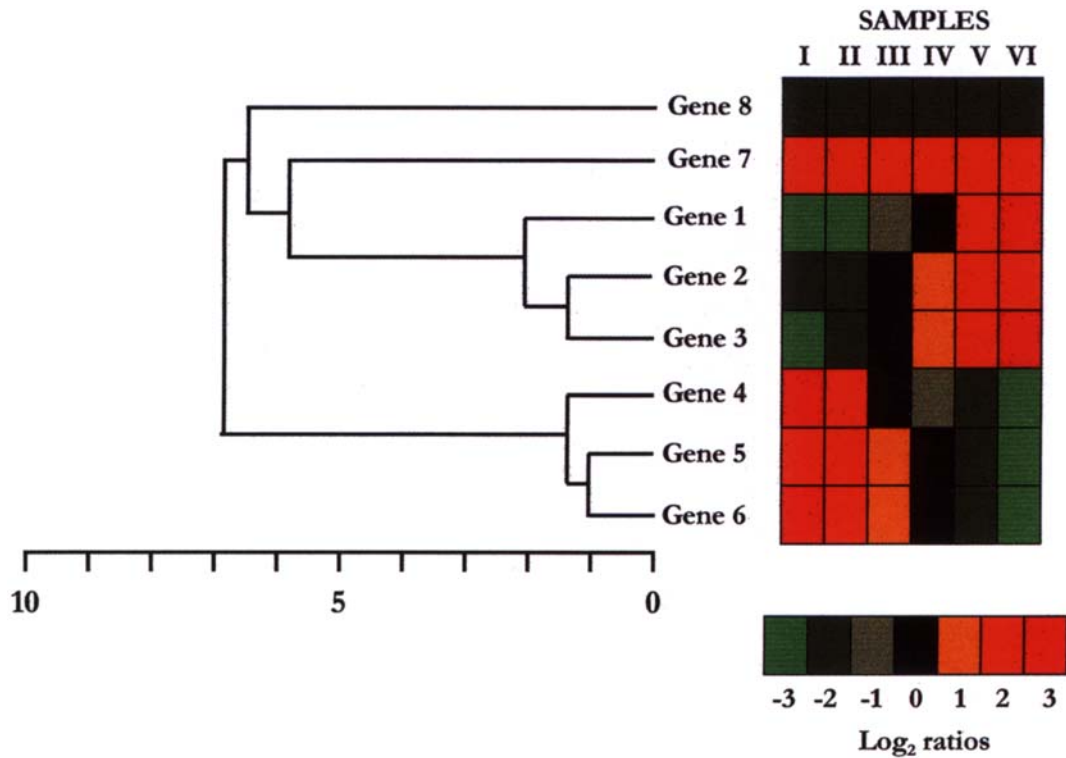 SAMPLES
I II III IV V VI
Gene 8
Gene 7
Gene 1
Gene 2
Gene 3
Gene 4
Gene 5
Gene 6
10 5 0
-3 -2 -1 0 1 2 3
Log₂ ratios